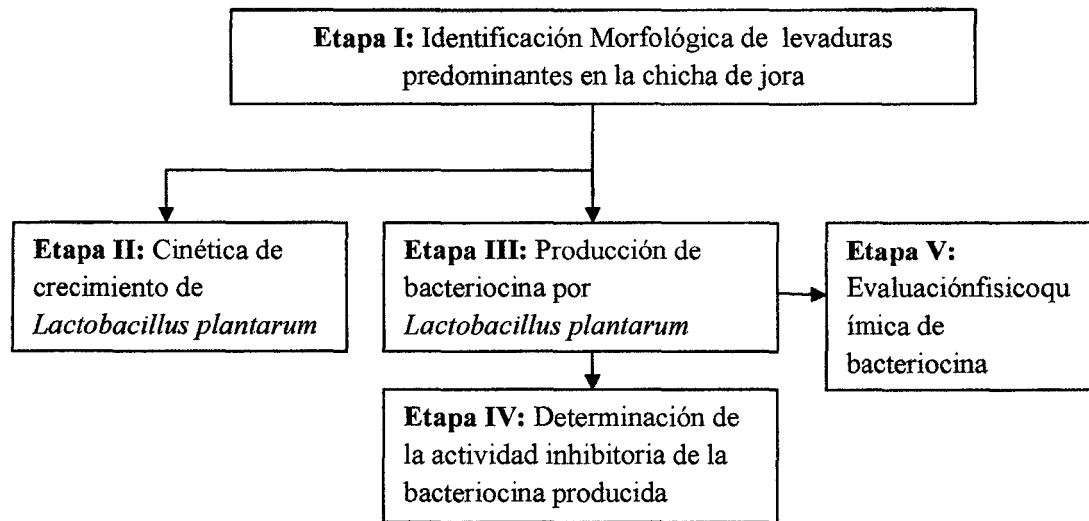 Etapa I: Identificación Morfológica de levaduras
predominantes en la chicha de jora
Etapa II: Cinética de
crecimiento de
Lactobacillus plantarum
Etapa III: Producción de
bacteriocina por
Lactobacillus plantarum
Etapa V:
Evaluaciónfisicoqu
ímica de
bacteriocina
Etapa IV: Determinación de
la actividad inhibitoria de la
bacteriocina producida